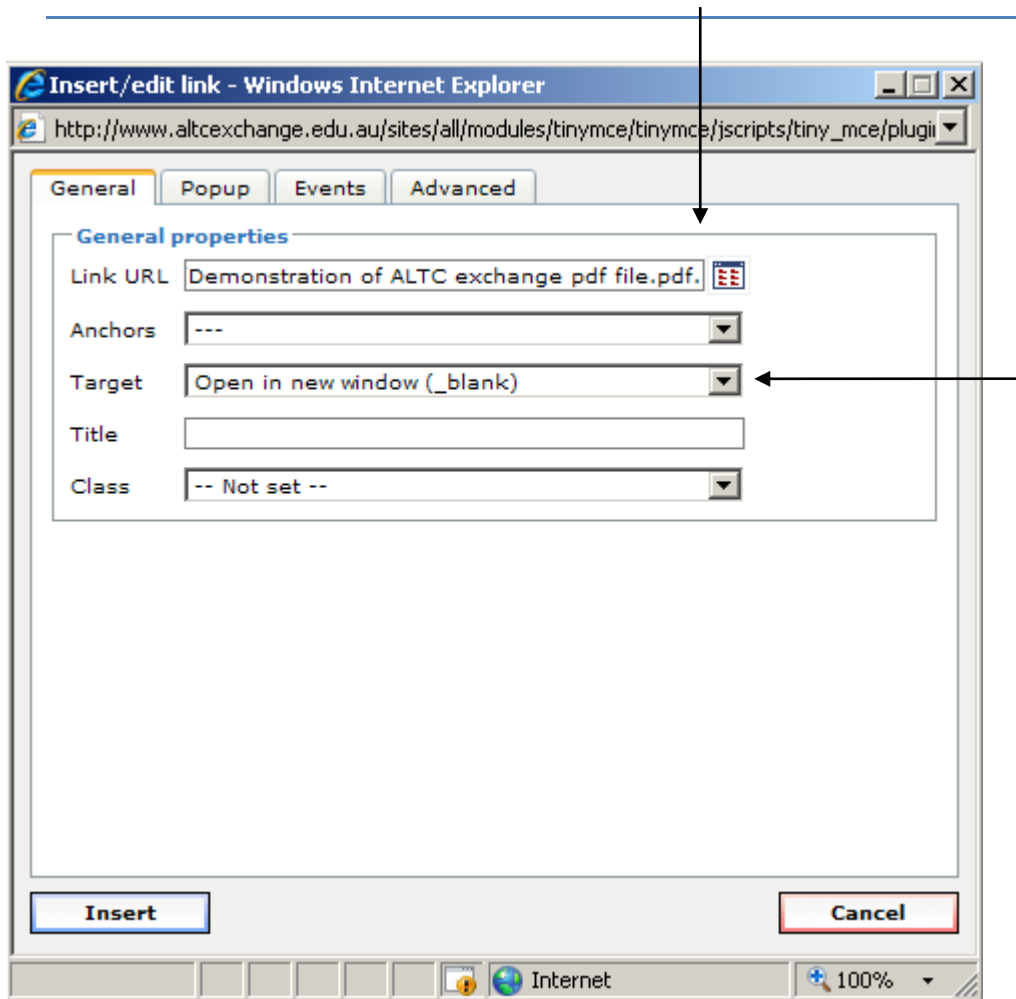 Insert/edit link - Windows Internet Explorer
http://www.altcexchange.edu.au/sites/all/modules/tinymce/tinymce/jscripts/tiny_mce/plugi
General Popup Events Advanced
General properties
Link URL Demonstration of ALTC exchange pdf file.pdf.
Anchors ---
Target Open in new window (_blank)
Title
Class -- Not set --
Insert Cancel
Internet 100%